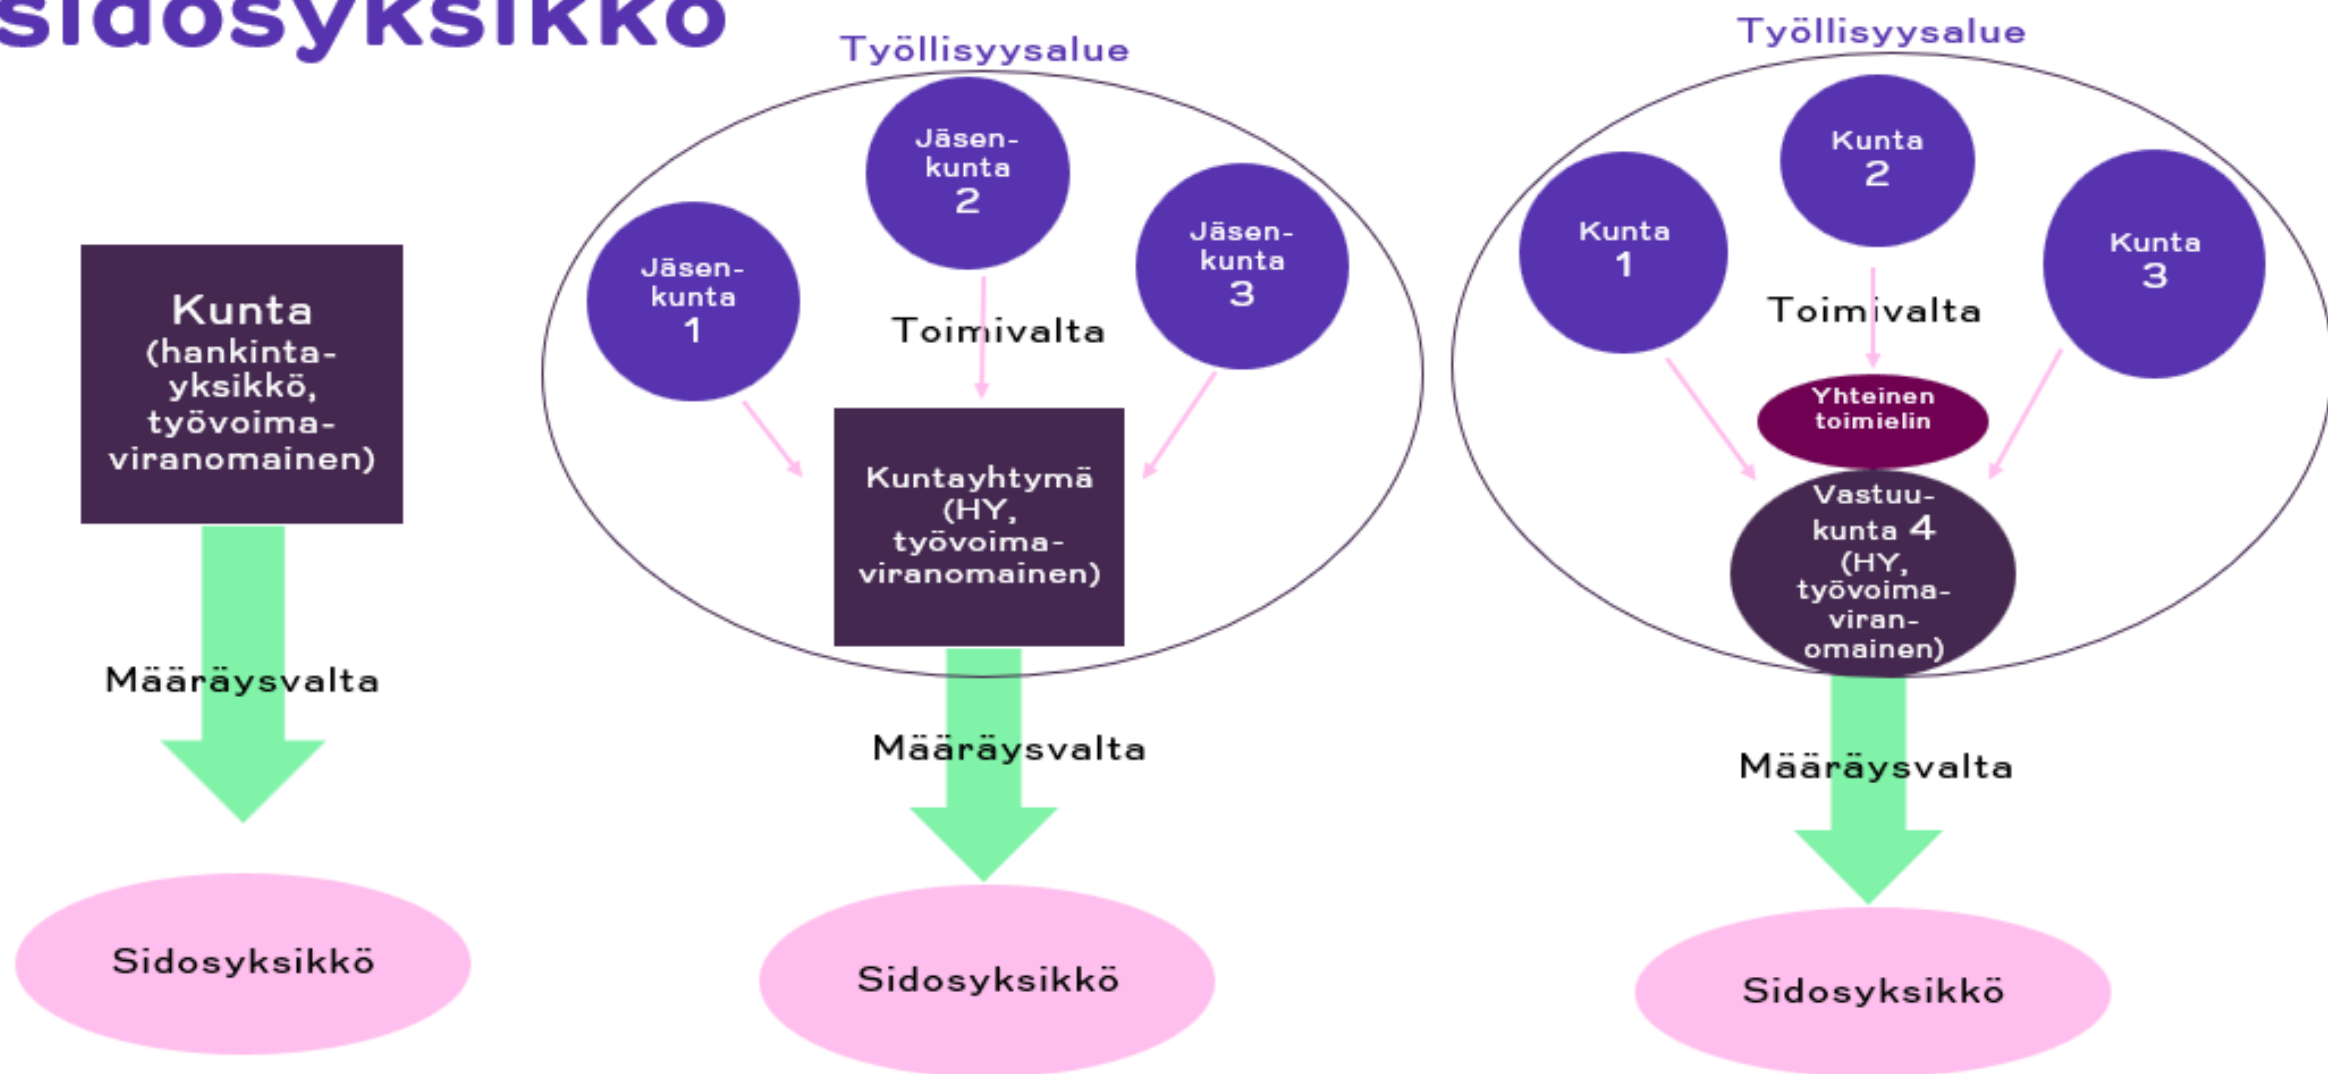 sidosyksikkö
Kunta
(hankinta-
yksikkö,
työvoima-
viranomainen)
Määräysvalta
Sidosyksikkö
Työllisyysalue
Jäsen-
kunta
1
Jäsen-
kunta
2
Jäsen-
kunta
3
Toimivalta
Kuntayhtymä
(HY,
työvoima-
viranomainen)
Määräysvalta
Sidosyksikkö
Työllisyysalue
Kunta
1
Kunta
2
Kunta
3
Toimivalta
Yhteinen
toimielin
Vastuu-
kunta 4
(HY,
työvoima-
viran-
omainen)
Määräysvalta
Sidosyksikkö